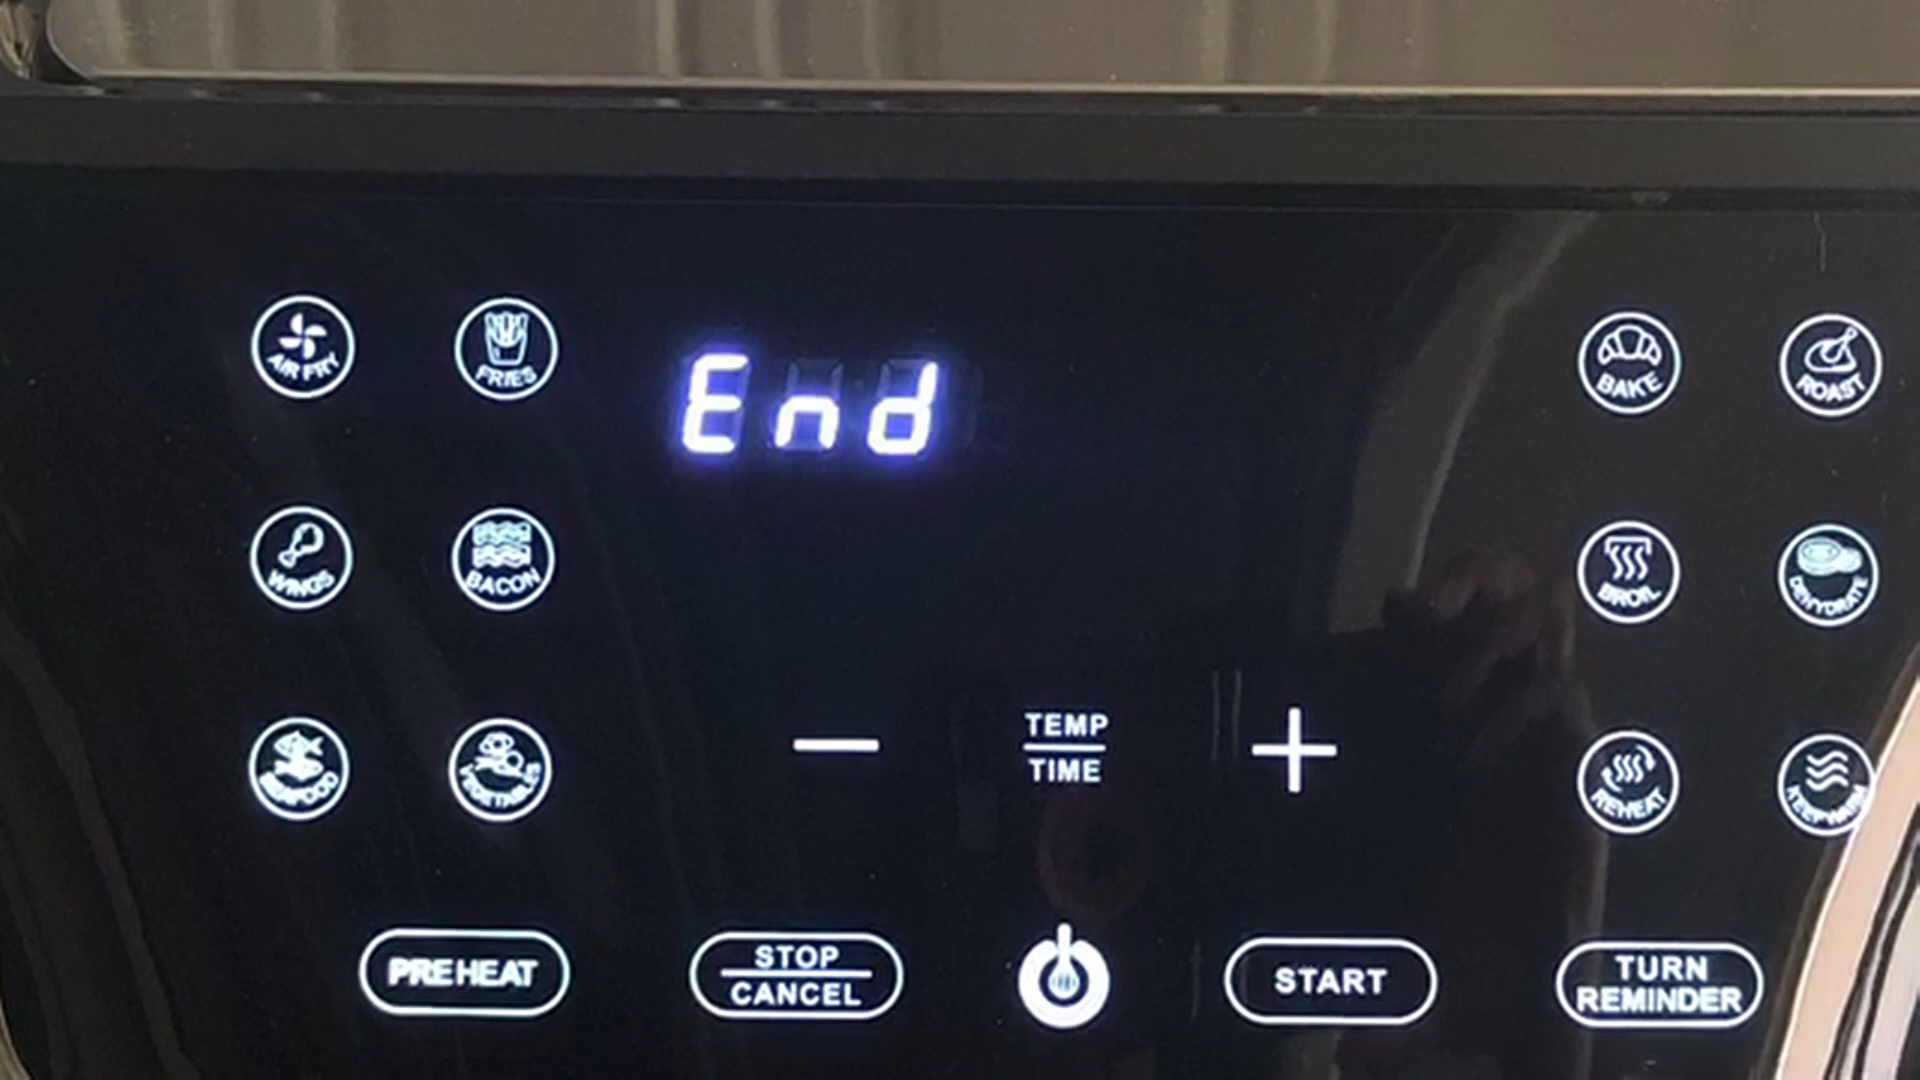 AIR FRY
FRIES
End
BAKE
ROAST
WINGS
BACON
BROIL
DEHYDRATE
SEAFOOD
VEGETABLES
TEMP
TIME
REHEAT
KEEP WARM
PREHEAT
STOP
CANCEL
START
TURN
REMINDER